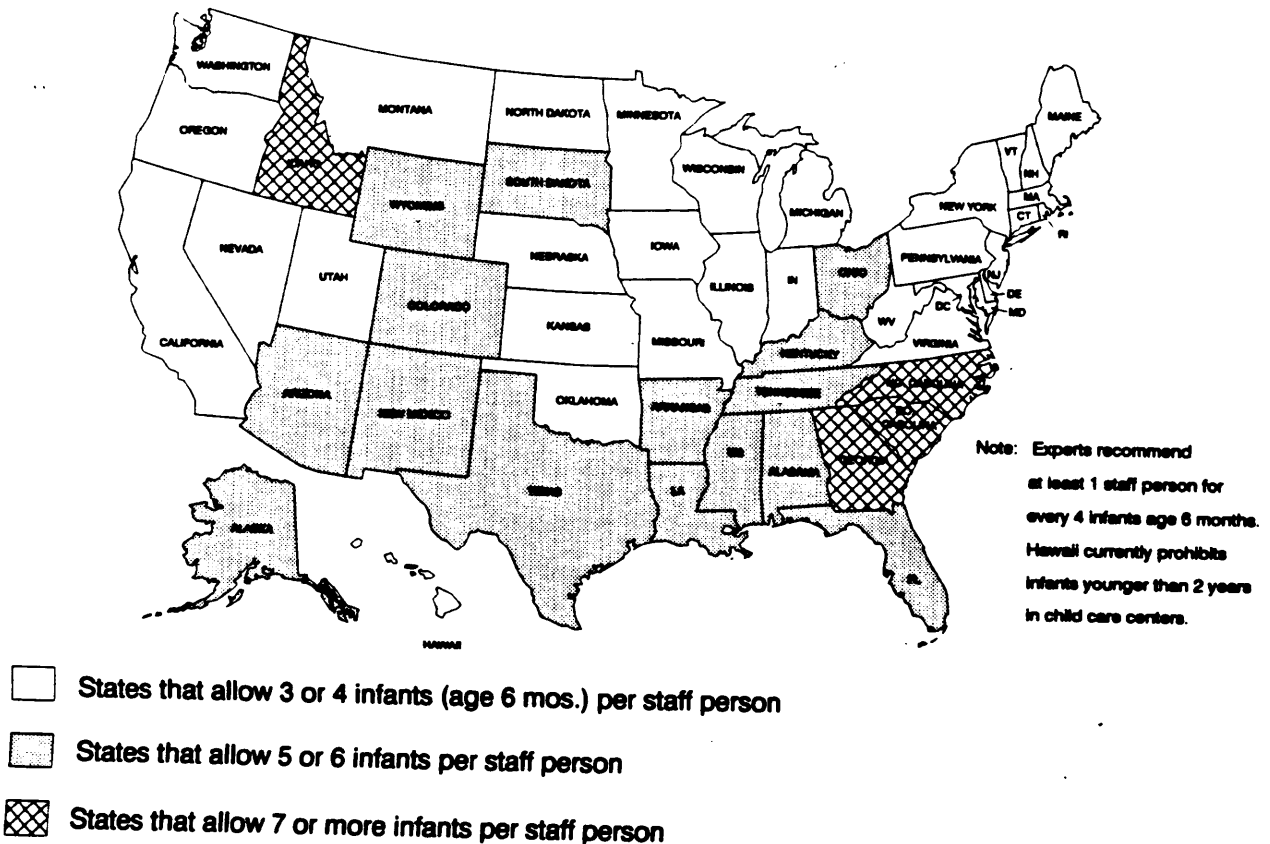 WASHINGTON
MONTANA
NORTH DAKOTA
MINNESOTA
MAINE
OREGON
IDAHO
WISCONSIN
VT
NH
WYOMING
SOUTH DAKOTA
MICHIGAN
NEW YORK
MA
CT
RI
NEVADA
IOWA
NEBRASKA
PENNSYLVANIA
UTAH
ILLINOIS
IN
OHIO
NJ
COLORADO
DE
DC
MD
WV
CALIFORNIA
KANSAS
MISSOURI
VIRGINIA
KENTUCKY
ARIZONA
NEW MEXICO
OKLAHOMA
ARKANSAS
TENNESSEE
NO. CAROLINA
SO.
CAROLINA
MS
ALABAMA
GEORGIA
TEXAS
LA
ALASKA
FL
HAWAII
Note: Experts recommend
at least 1 staff person for
every 4 infants age 6 months.
Hawaii currently prohibits
infants younger than 2 years
in child care centers.
States that allow 3 or 4 infants (age 6 mos.) per staff person
States that allow 5 or 6 infants per staff person
States that allow 7 or more infants per staff person